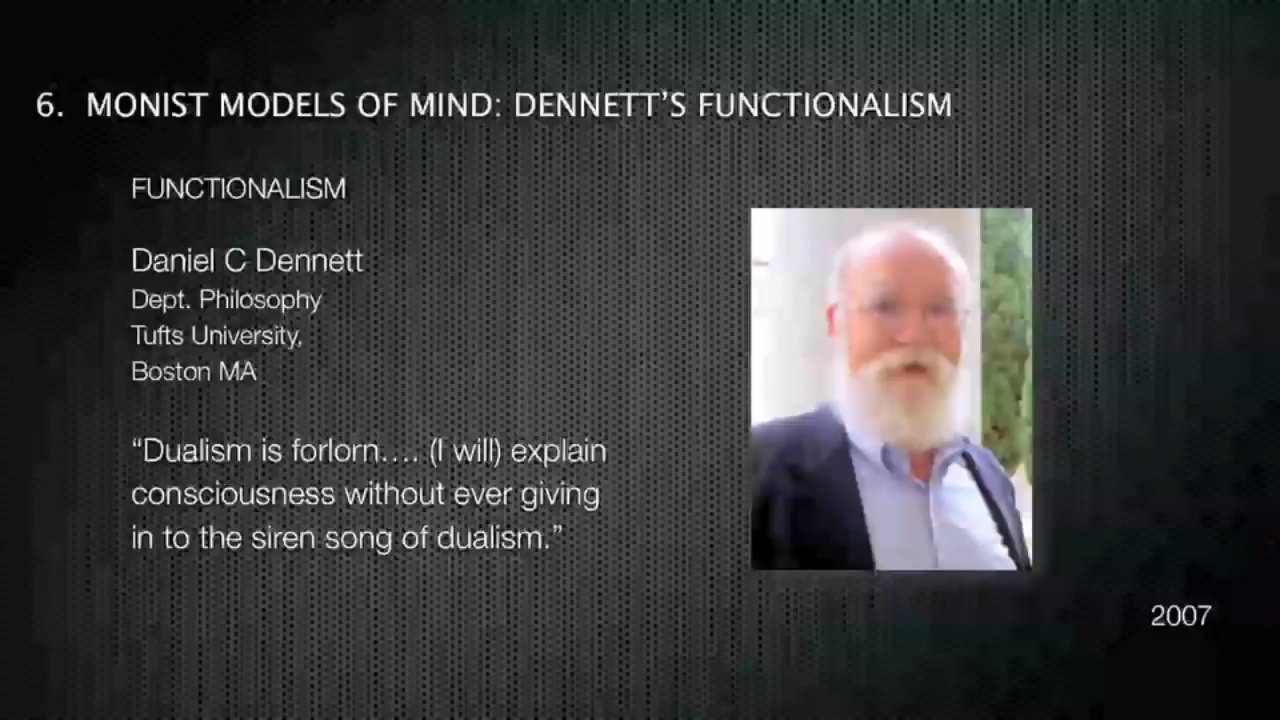 6. MONIST MODELS OF MIND: DENNETT’S FUNCTIONALISM
FUNCTIONALISM
Daniel C Dennett
Dept. Philosophy
Tufts University,
Boston MA
“Dualism is forlorn.... (I will) explain
consciousness without ever giving
in to the siren song of dualism.”
2007